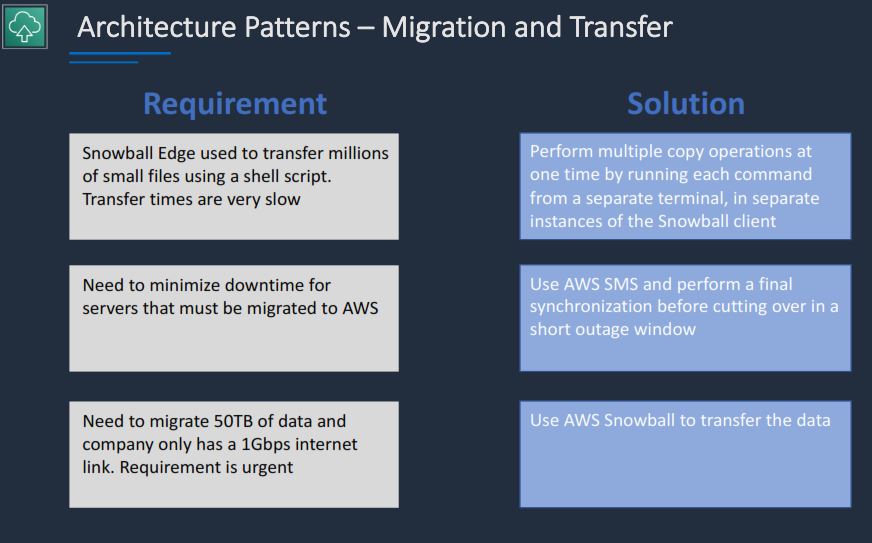 Architecture Patterns – Migration and Transfer
Requirement
Solution
Snowball Edge used to transfer millions
of small files using a shell script.
Transfer times are very slow
Perform multiple copy operations at
one time by running each command
from a separate terminal, in separate
instances of the Snowball client
Need to minimize downtime for
servers that must be migrated to AWS
Use AWS SMS and perform a final
synchronization before cutting over in a
short outage window
Need to migrate 50TB of data and
company only has a 1Gbps internet
link. Requirement is urgent
Use AWS Snowball to transfer the data